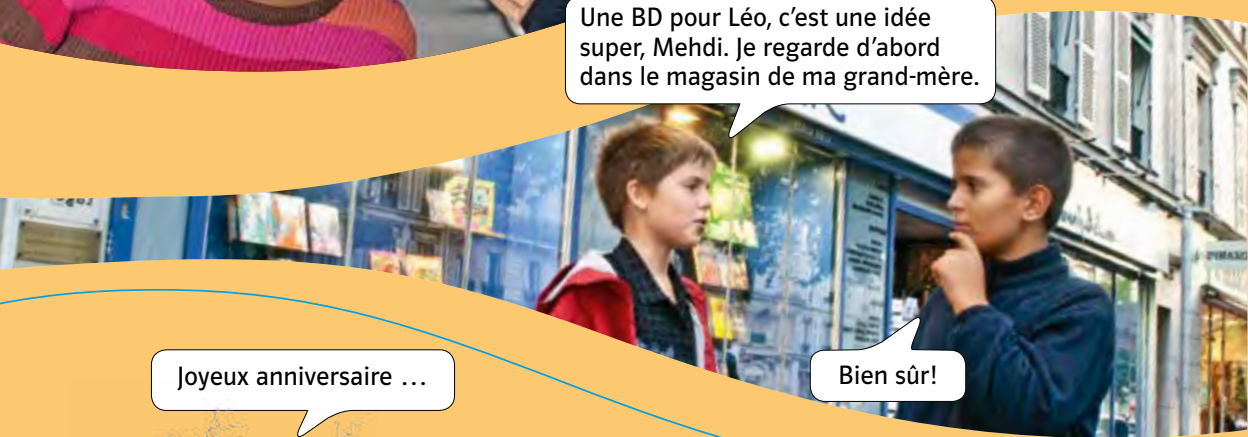 Une BD pour Léo, c'est une idée
super, Mehdi. Je regarde d'abord
dans le magasin de ma grand-mère.
Bien sûr!
Joyeux anniversaire …